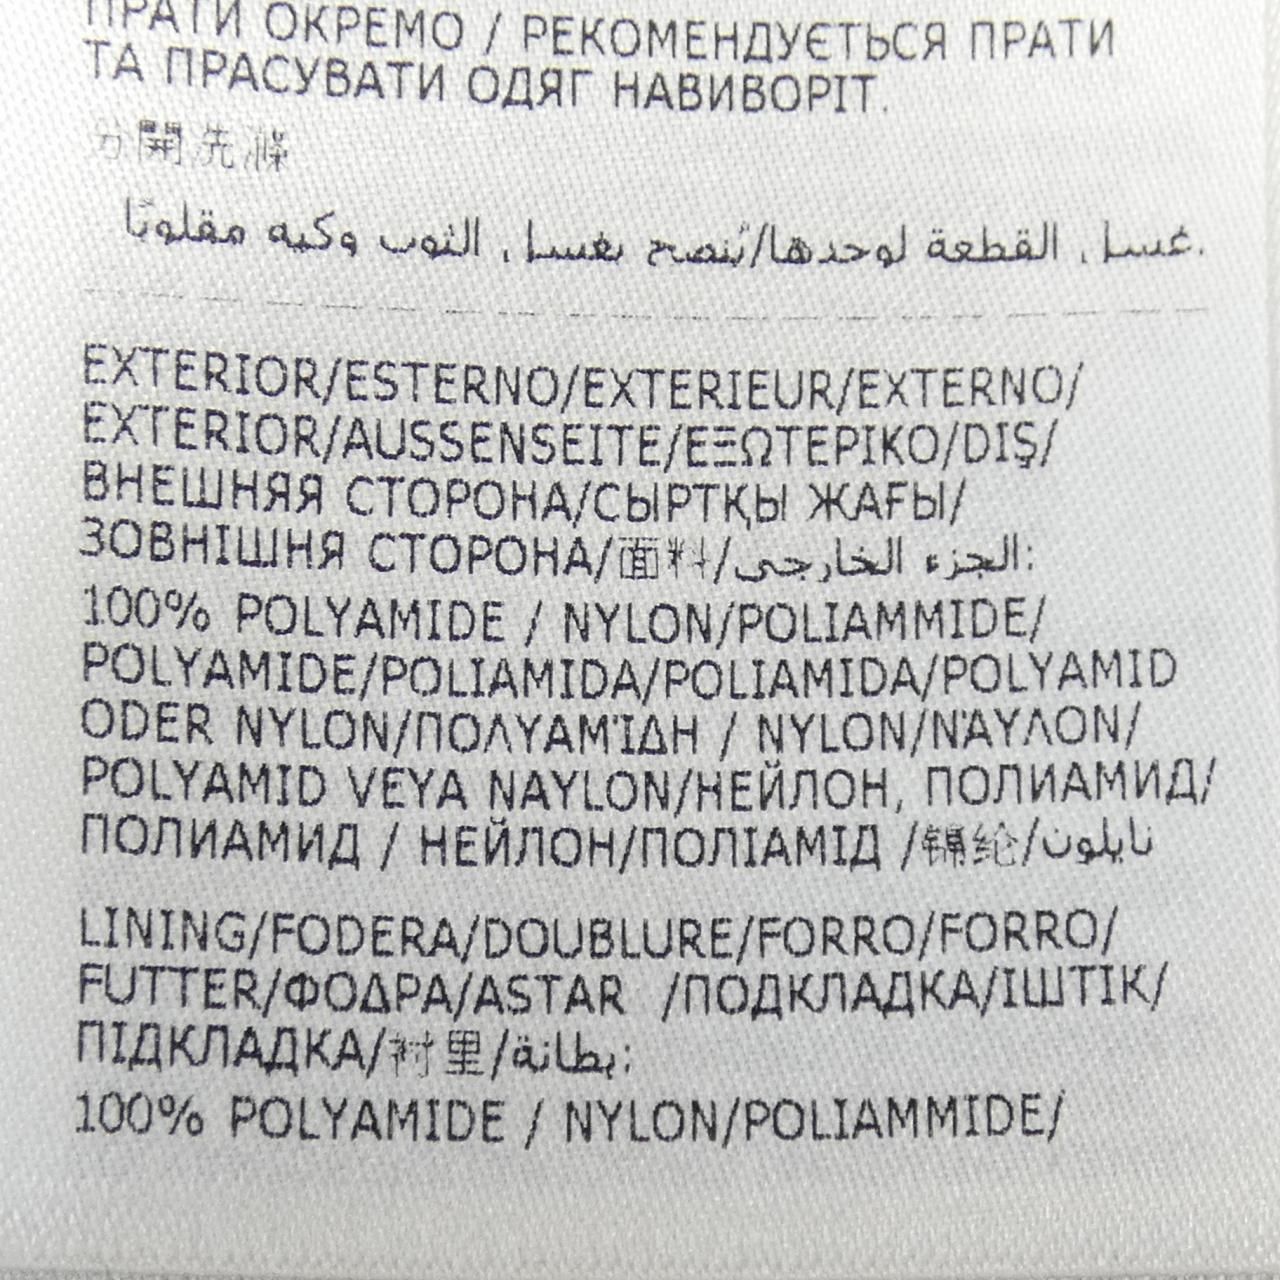 ПРАТИ ОКРЕМО / РЕКОМЕНДУЄТЬСЯ ПРАТИ
ТА ПРАСУВАТИ ОДЯГ НАВИВОРІТ.
分開洗滌
غسل القطعة لوحدها/يُنصح بغسل الثوب وكيه مقلوبًا.
EXTERIOR/ESTERNO/EXTERIEUR/EXTERNO/
EXTERIOR/AUSSENSEITE/ΕΞΩΤΕΡΙΚΟ/DIŞ/
ВНЕШНЯЯ СТОРОНА/СЫРТҚЫ ЖАҒЫ/
ЗОВНІШНЯ СТОРОНА/面料/الجزء الخارجى:
100% POLYAMIDE / NYLON/POLIAMMIDE/
POLYAMIDE/POLIAMIDA/POLIAMIDA/POLYAMID
ODER NYLON/ΠΟΛΥΑΜΊΔΗ / NYLON/ΝΆΥΛΟΝ/
POLYAMID VEYA NAYLON/НЕЙЛОН, ПОЛИАМИД/
ПОЛИАМИД / НЕЙЛОН/ПОЛІАМІД /锦纶/نايلون
LINING/FODERA/DOUBLURE/FORRO/FORRO/
FUTTER/ΦΟΔΡΑ/ASTAR /ПОДКЛАДКА/ІШТІК/
ПІДКЛАДКА/衬里/بطانة:
100% POLYAMIDE / NYLON/POLIAMMIDE/